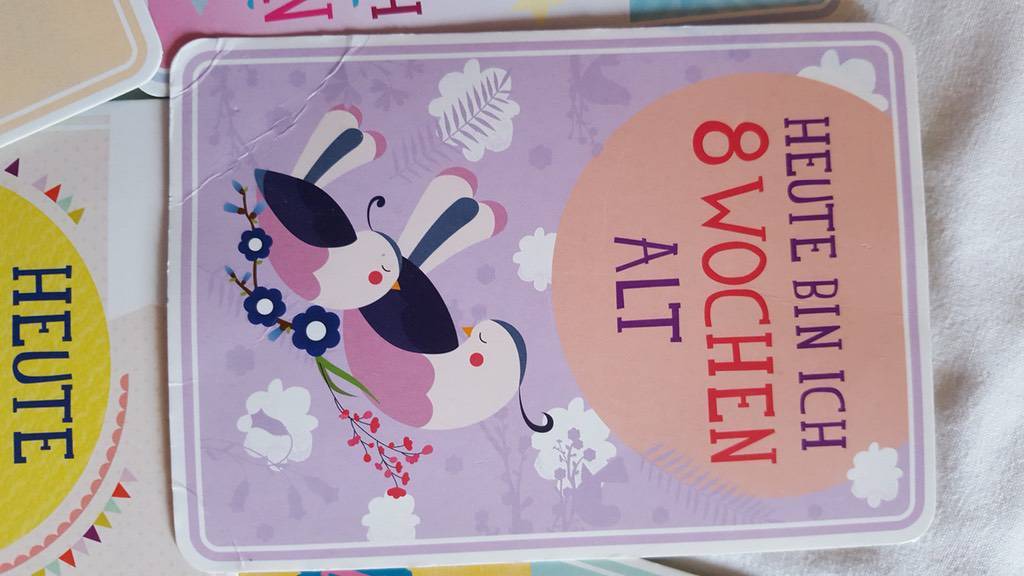 HEUTE BIN ICH
8 WOCHEN
ALT
HEUTE